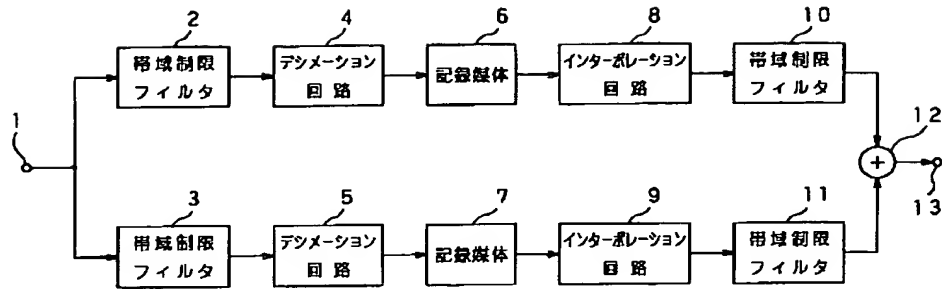 2
4
6
8
10
帯域制限
フィルタ
デシメーション
回路
記録媒体
インターポレーション
回路
帯域制限
フィルタ
1
12
+
13
3
5
7
9
11
帯域制限
フィルタ
デシメーション
回路
記録媒体
インターポレーション
回路
帯域制限
フィルタ